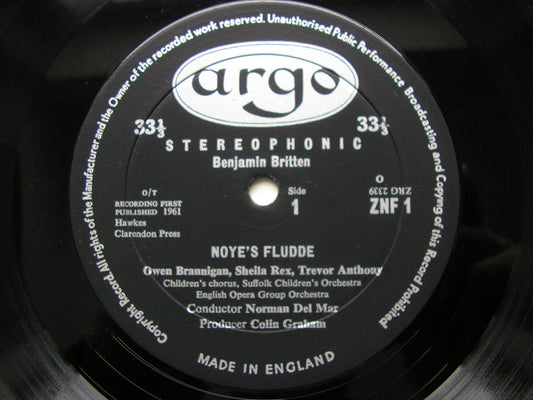 Copyright Record. All rights of the Manufacturer and the Owner of the recorded work reserved. Unauthorised Public Performance Broadcasting and Copying of this Record Prohibited
argo
33⅓ 33⅓
STEREOPHONIC
Benjamin Britten
O/T
RECORDING FIRST
PUBLISHED 1961
Hawkes
Clarendon Press
Side
1
O
ZRG 2339
ZNF 1
NOYE'S FLUDDE
Owen Brannigan, Sheila Rex, Trevor Anthony
Children's chorus, Suffolk Children's Orchestra
English Opera Group Orchestra
Conductor Norman Del Mar
Producer Colin Graham
MADE IN ENGLAND